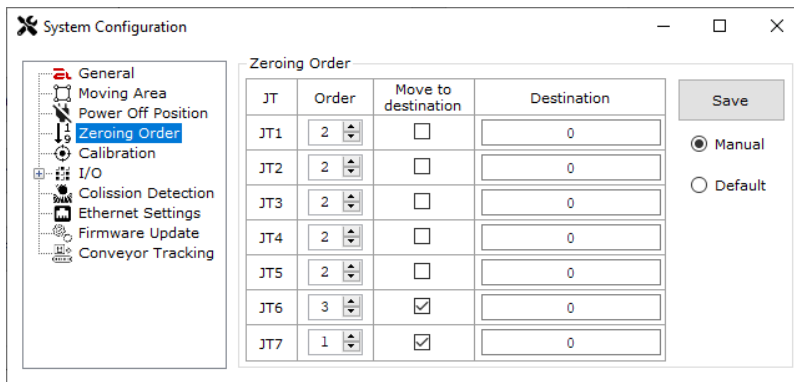 System Configuration
General
Moving Area
Power Off Position
Zeroing Order
Calibration
I/O
Colission Detection
Ethernet Settings
Firmware Update
Conveyor Tracking
Zeroing Order
JT Order Move to destination Destination
JT1 2 0
JT2 2 0
JT3 2 0
JT4 2 0
JT5 2 0
JT6 3 0
JT7 1 0
Save
Manual
Default